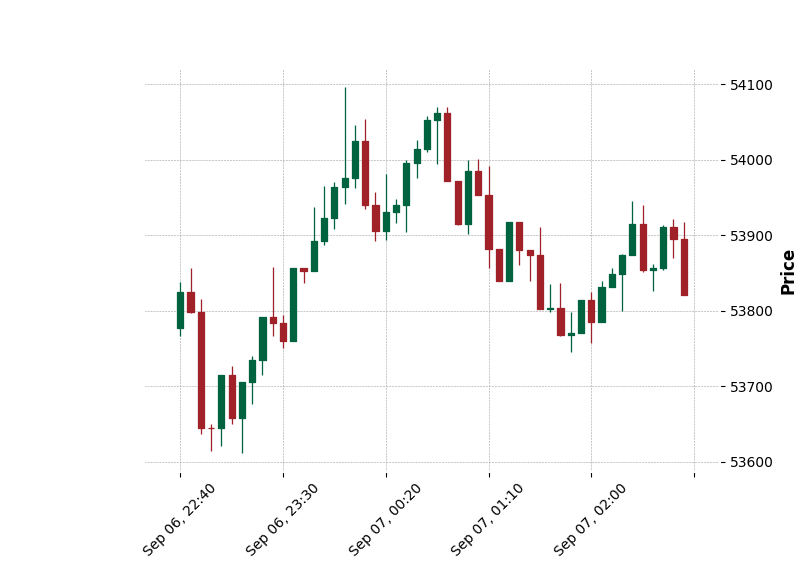 54100
54000
53900
53800
53700
53600
Price
Sep 06, 22:40
Sep 06, 23:30
Sep 07, 00:20
Sep 07, 01:10
Sep 07, 02:00